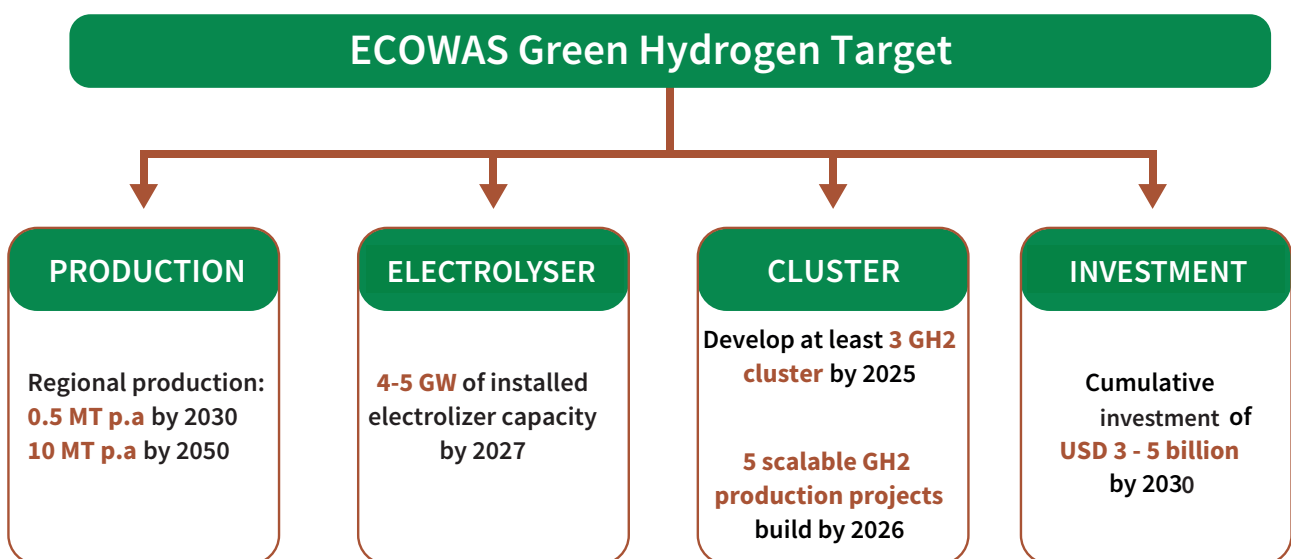 ECOWAS Green Hydrogen Target
PRODUCTION
Regional production:
0.5 MT p.a by 2030
10 MT p.a by 2050
ELECTROLYSER
4-5 GW of installed
electrolizer capacity
by 2027
CLUSTER
Develop at least 3 GH2
cluster by 2025
5 scalable GH2
production projects
build by 2026
INVESTMENT
Cumulative
investment of
USD 3 - 5 billion
by 2030